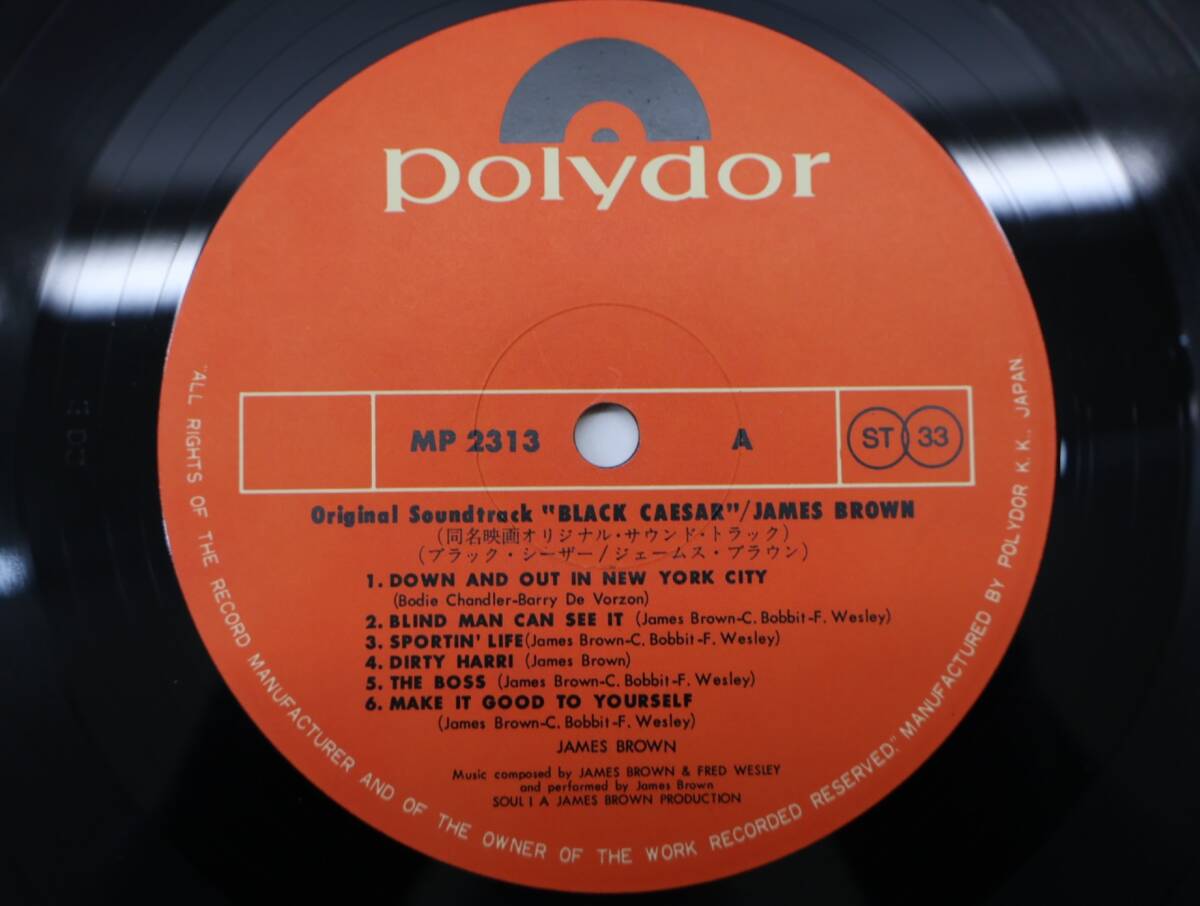 polydor
MP 2313 A ST 33
Original Soundtrack "BLACK CAESAR"/JAMES BROWN
(同名映画オリジナル・サウンド・トラック)
(ブラック・シーザー/ジェームス・ブラウン)
1. DOWN AND OUT IN NEW YORK CITY
(Bodie Chandler-Barry De Vorzon)
2. BLIND MAN CAN SEE IT (James Brown-C. Bobbit-F. Wesley)
3. SPORTIN' LIFE(James Brown-C. Bobbit-F. Wesley)
4. DIRTY HARRI (James Brown)
5. THE BOSS (James Brown-C. Bobbit-F. Wesley)
6. MAKE IT GOOD TO YOURSELF
(James Brown-C. Bobbit-F. Wesley)
JAMES BROWN
Music composed by JAMES BROWN & FRED WESLEY
and performed by James Brown
SOUL I A JAMES BROWN PRODUCTION
"ALL RIGHTS OF THE RECORD MANUFACTURER AND OF THE OWNER OF THE WORK RECORDED RESERVED," MANUFACTURED BY POLYDOR K.K., JAPAN